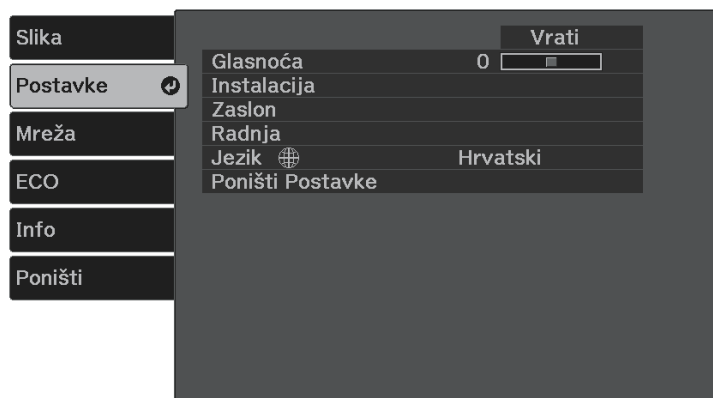 Slika
Postavke
Mreža
ECO
Info
Poništi
Vrati
Glasnoća 0
Instalacija
Zaslon
Radnja
Jezik Hrvatski
Poništi Postavke